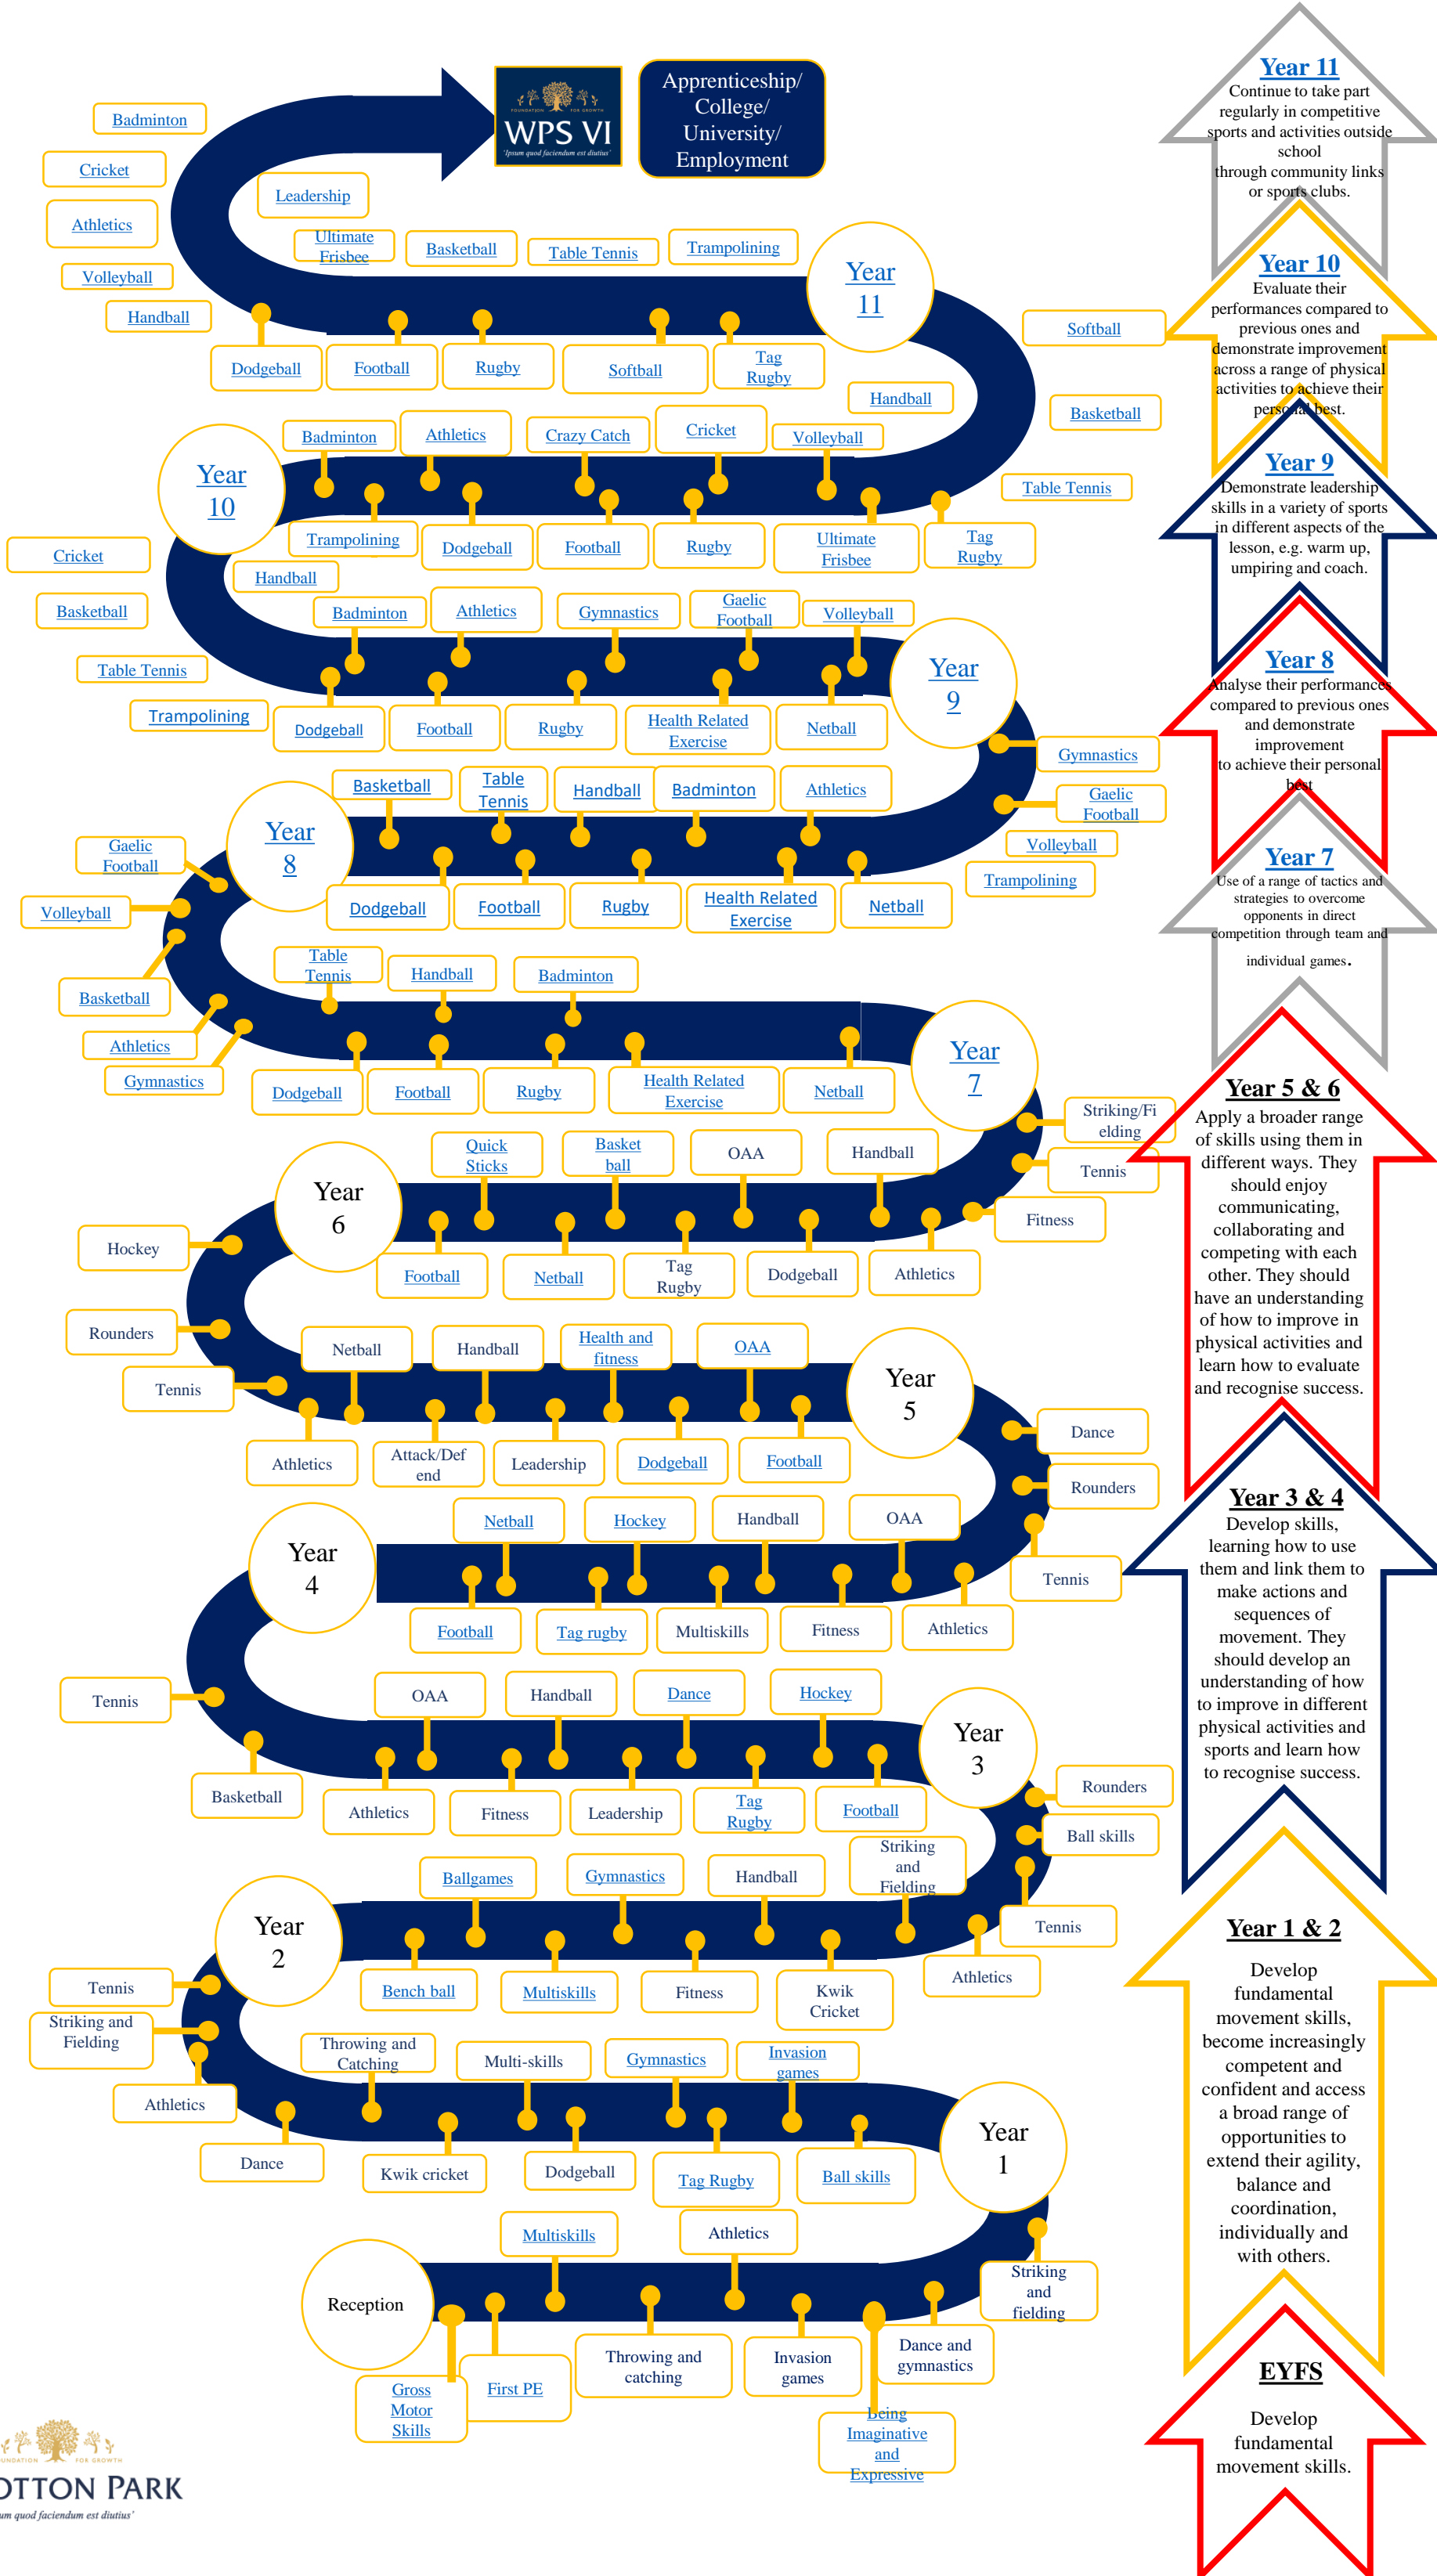 Apprenticeship/
College/
University/
Employment
FOUNDATION FOR GROWTH
WPS VI
'Ipsum quod faciendum est diutius'
Badminton
Cricket
Athletics
Volleyball
Handball
Leadership
Ultimate
Frisbee
Basketball
Table Tennis
Trampolining
Year
11
Dodgeball
Football
Rugby
Softball
Tag
Rugby
Softball
Handball
Basketball
Table Tennis
Year
10
Badminton
Athletics
Crazy Catch
Cricket
Volleyball
Trampolining
Dodgeball
Football
Rugby
Ultimate
Frisbee
Tag
Rugby
Cricket
Handball
Basketball
Table Tennis
Trampolining
Badminton
Athletics
Gymnastics
Gaelic
Football
Volleyball
Year
9
Dodgeball
Football
Rugby
Health Related
Exercise
Netball
Gymnastics
Gaelic
Football
Volleyball
Trampolining
Year
8
Basketball
Table
Tennis
Handball
Badminton
Athletics
Dodgeball
Football
Rugby
Health Related
Exercise
Netball
Gaelic
Football
Volleyball
Basketball
Athletics
Gymnastics
Table
Tennis
Handball
Badminton
Year
7
Dodgeball
Football
Rugby
Health Related
Exercise
Netball
Striking/Fi
elding
Tennis
Fitness
Year
6
Quick
Sticks
Basket
ball
OAA
Handball
Football
Netball
Tag
Rugby
Dodgeball
Athletics
Hockey
Rounders
Tennis
Netball
Handball
Health and
fitness
OAA
Year
5
Athletics
Attack/Def
end
Leadership
Dodgeball
Football
Dance
Rounders
Tennis
Year
4
Netball
Hockey
Handball
OAA
Football
Tag rugby
Multiskills
Fitness
Athletics
Tennis
Basketball
OAA
Handball
Dance
Hockey
Year
3
Athletics
Fitness
Leadership
Tag
Rugby
Football
Rounders
Ball skills
Tennis
Athletics
Year
2
Ballgames
Gymnastics
Handball
Striking
and
Fielding
Bench ball
Multiskills
Fitness
Kwik
Cricket
Tennis
Striking and
Fielding
Athletics
Dance
Throwing and
Catching
Multi-skills
Gymnastics
Invasion
games
Year
1
Kwik cricket
Dodgeball
Tag Rugby
Ball skills
Striking
and
fielding
Reception
Multiskills
Athletics
Gross
Motor
Skills
First PE
Throwing and
catching
Invasion
games
Dance and
gymnastics
Being
Imaginative
and
Expressive
OUNDATION FOR GROWTH
OTTON PARK
um quod faciendum est diutius'
Year 11
Continue to take part
regularly in competitive
sports and activities outside
school
through community links
or sports clubs.
Year 10
Evaluate their
performances compared to
previous ones and
demonstrate improvement
across a range of physical
activities to achieve their
personal best.
Year 9
Demonstrate leadership
skills in a variety of sports
in different aspects of the
lesson, e.g. warm up,
umpiring and coach.
Year 8
Analyse their performances
compared to previous ones
and demonstrate
improvement
to achieve their personal
best
Year 7
Use of a range of tactics and
strategies to overcome
opponents in direct
competition through team and
individual games.
Year 5 & 6
Apply a broader range
of skills using them in
different ways. They
should enjoy
communicating,
collaborating and
competing with each
other. They should
have an understanding
of how to improve in
physical activities and
learn how to evaluate
and recognise success.
Year 3 & 4
Develop skills,
learning how to use
them and link them to
make actions and
sequences of
movement. They
should develop an
understanding of how
to improve in different
physical activities and
sports and learn how
to recognise success.
Year 1 & 2
Develop
fundamental
movement skills,
become increasingly
competent and
confident and access
a broad range of
opportunities to
extend their agility,
balance and
coordination,
individually and
with others.
EYFS
Develop
fundamental
movement skills.